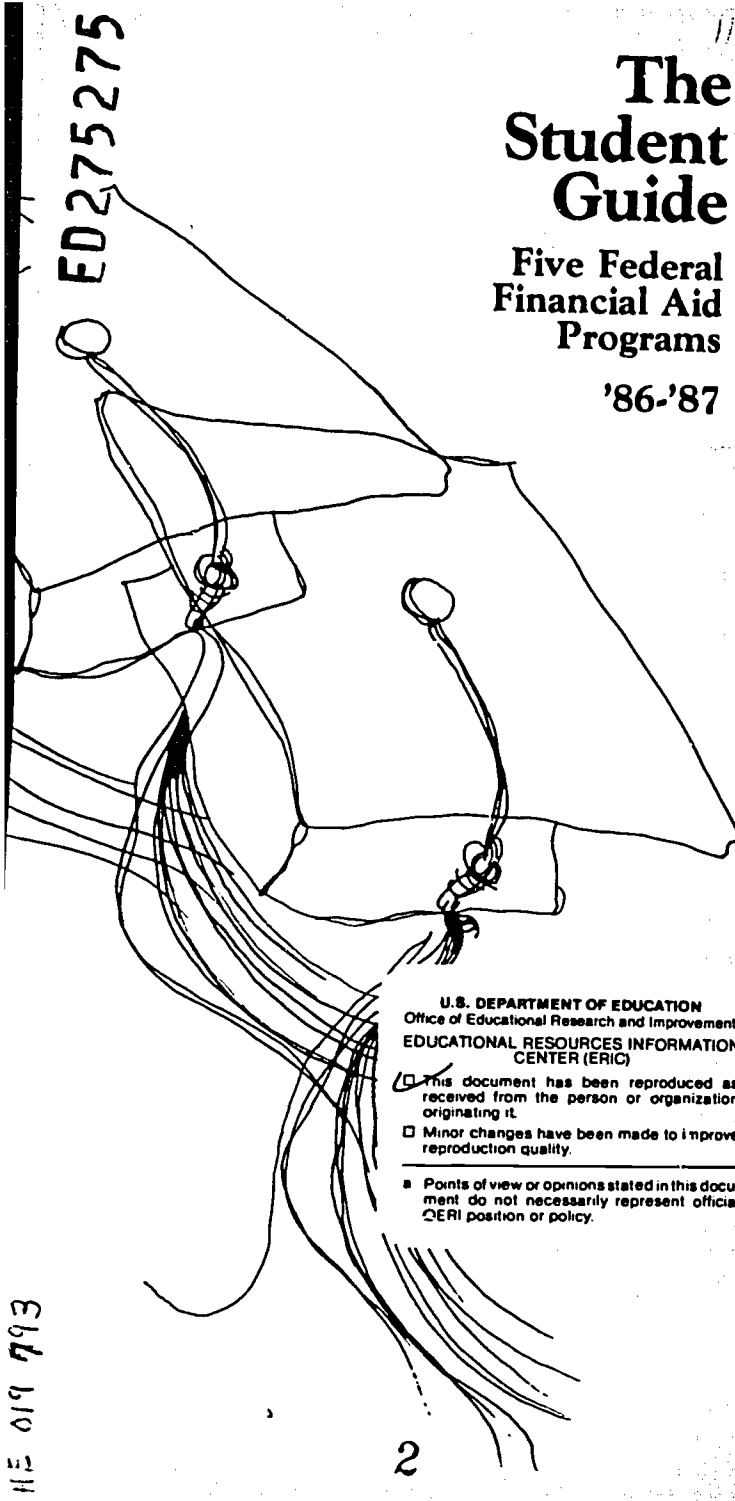 ED275275
The
Student
Guide
Five Federal
Financial Aid
Programs
'86-'87
U.S. DEPARTMENT OF EDUCATION
Office of Educational Research and Improvement
EDUCATIONAL RESOURCES INFORMATION
CENTER (ERIC)
□ This document has been reproduced as
received from the person or organization
originating it.
□ Minor changes have been made to improve
reproduction quality.
• Points of view or opinions stated in this docu
ment do not necessarily represent official
OERI position or policy.
HE 019 793
2